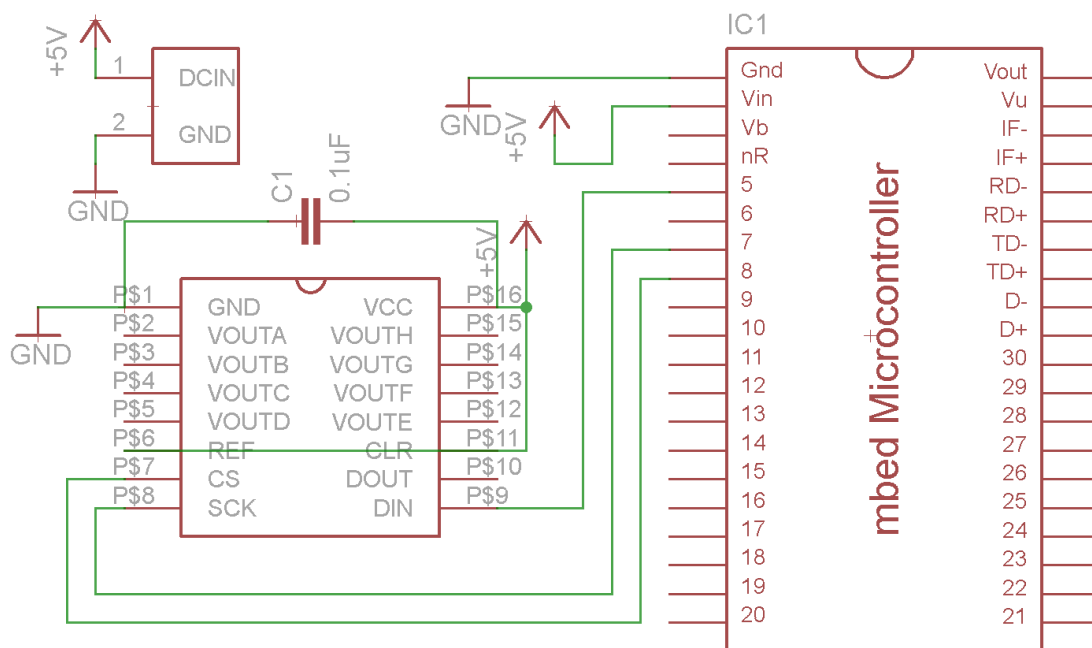 +5V
1
DCIN
2
GND
GND
C1
0.1uF
+5V
GND
P$1
GND
VCC
P$16
P$2
VOUTA
VOUTH
P$15
P$3
VOUTB
VOUTG
P$14
P$4
VOUTC
VOUTF
P$13
P$5
VOUTD
VOUTE
P$12
P$6
REF
CLR
P$11
P$7
CS
DOUT
P$10
P$8
SCK
DIN
P$9
IC1
GND
+5V
mbed Microcontroller
Gnd
Vout
Vin
Vu
Vb
IF-
nR
IF+
5
RD-
6
RD+
7
TD-
8
TD+
9
D-
10
D+
11
30
12
29
13
28
14
27
15
26
16
25
17
24
18
23
19
22
20
21